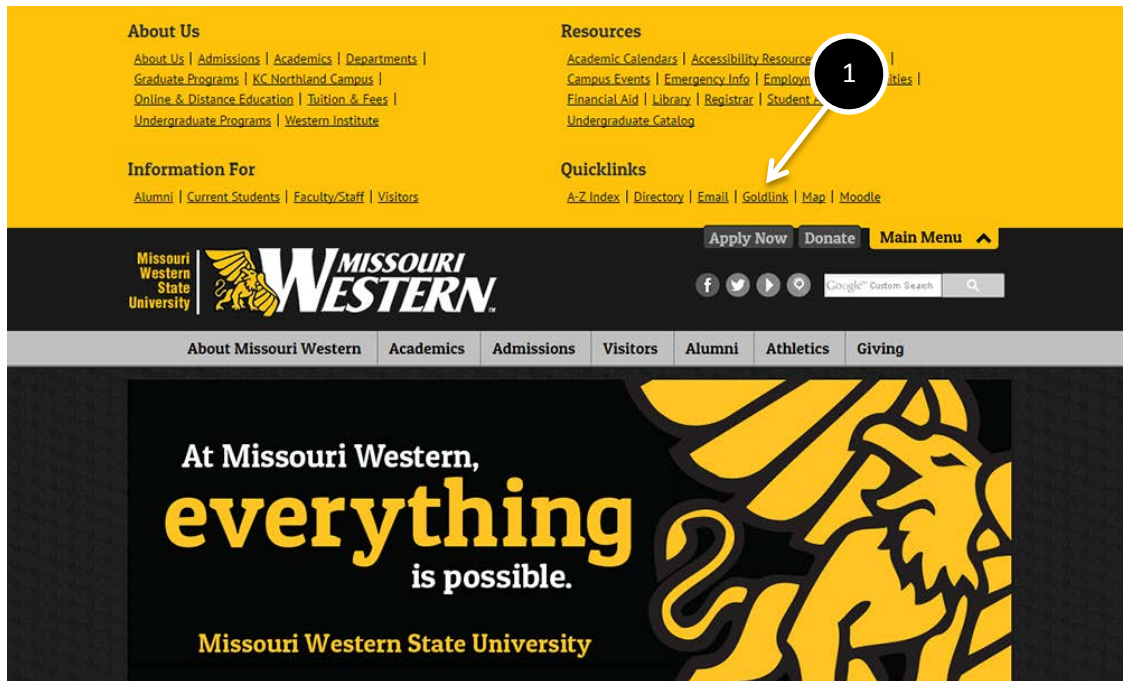 About Us
About Us | Admissions | Academics | Departments |
Graduate Programs | KC Northland Campus |
Online & Distance Education | Tuition & Fees |
Undergraduate Programs | Western Institute
Resources
Academic Calendars | Accessibility Resource |
Campus Events | Emergency Info |
Financial Aid | Library | Registrar | Student
Undergraduate Catalog
1
Information For
Alumni | Current Students | Faculty/Staff | Visitors
Quicklinks
A-Z Index | Directory | Email | Goldlink | Map | Moodle
Apply Now Donate Main Menu
Missouri
Western
State
University
MISSOURI
WESTERN
Google™ Custom Search
About Missouri Western | Academics | Admissions | Visitors | Alumni | Athletics | Giving
At Missouri Western,
everything
is possible.
Missouri Western State University